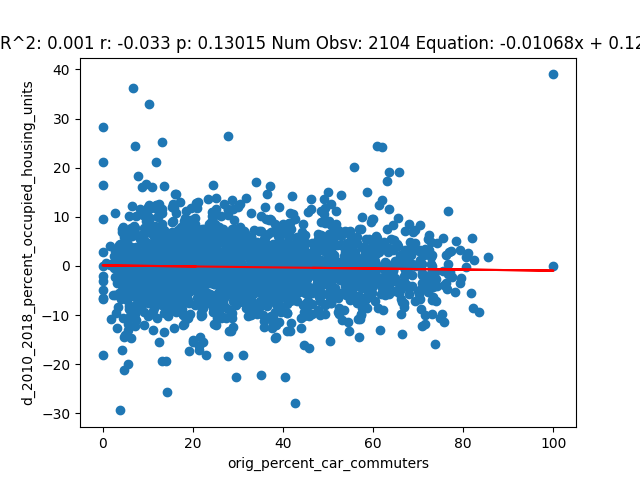 R^2: 0.001 r: -0.033 p: 0.13015 Num Obsv: 2104 Equation: -0.01068x + 0.12
40
30
20
10
0
−10
−20
−30
d_2010_2018_percent_occupied_housing_units
0 20 40 60 80 100
orig_percent_car_commuters